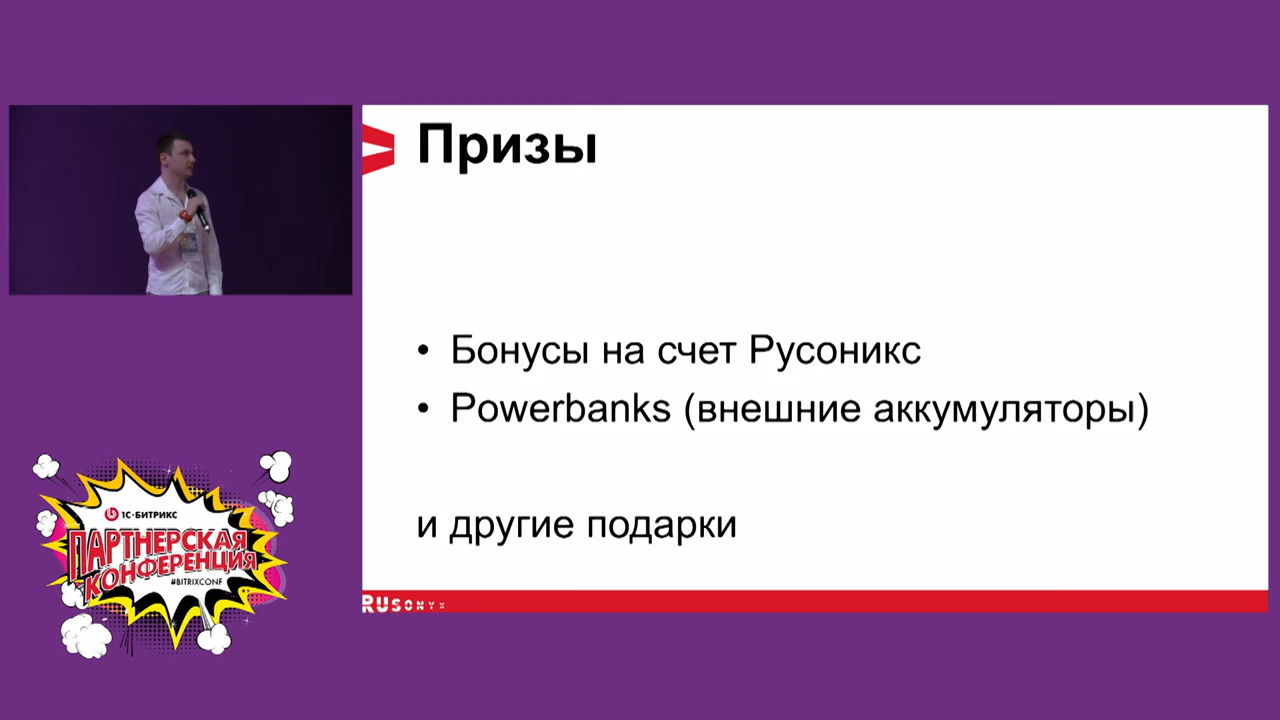 Призы
• Бонусы на счет Русоникс
• Powerbanks (внешние аккумуляторы)
и другие подарки
RUSONYX
1С-БИТРИКС
ПАРТНЕРСКАЯ
КОНФЕРЕНЦИЯ
#BITRIXCONF